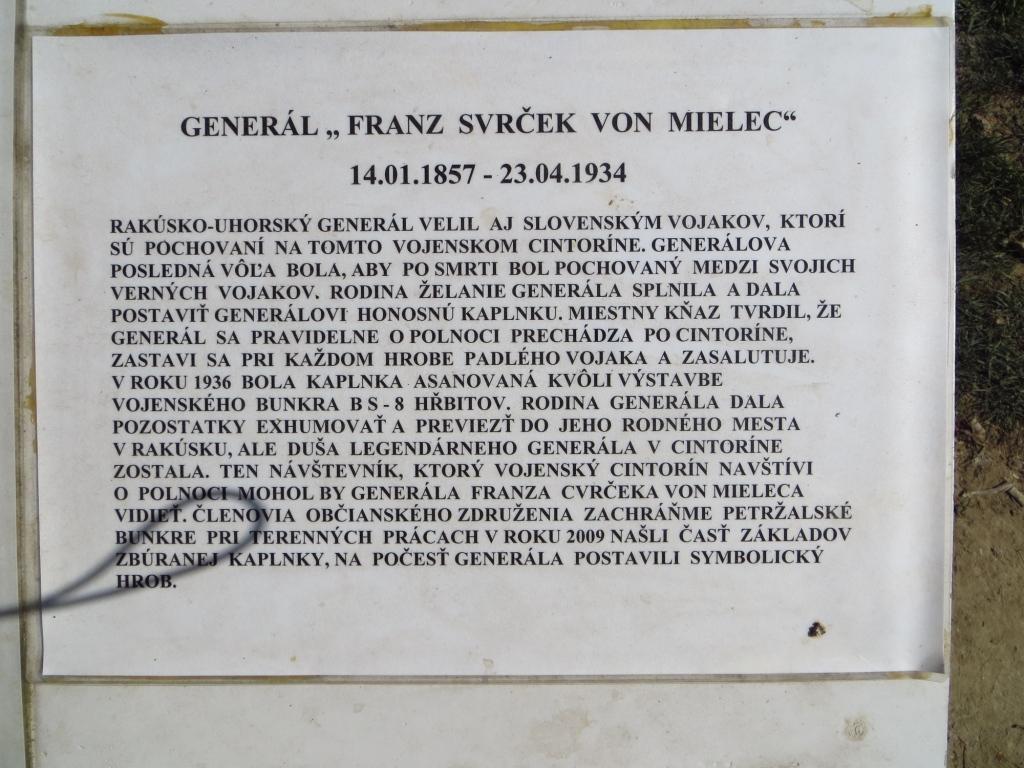 GENERÁL „ FRANZ SVRČEK VON MIELEC“
14.01.1857 - 23.04.1934
RAKÚSKO-UHORSKÝ GENERÁL VELIL AJ SLOVENSKÝM VOJAKOV, KTORÍ
SÚ POCHOVANÍ NA TOMTO VOJENSKOM CINTORÍNE. GENERÁLOVA
POSLEDNÁ VÔĽA BOLA, ABY PO SMRTI BOL POCHOVANÝ MEDZI SVOJICH
VERNÝCH VOJAKOV. RODINA ŽELANIE GENERÁLA SPLNILA A DALA
POSTAVIŤ GENERÁLOVI HONOSNÚ KAPLNKU. MIESTNY KŇAZ TVRDIL, ŽE
GENERÁL SA PRAVIDELNE O POLNOCI PRECHÁDZA PO CINTORÍNE,
ZASTAVI SA PRI KAŽDOM HROBE PADLÉHO VOJAKA A ZASALUTUJE.
V ROKU 1936 BOLA KAPLNKA ASANOVANÁ KVÔLI VÝSTAVBE
VOJENSKÉHO BUNKRA B S - 8 HŘBITOV. RODINA GENERÁLA DALA
POZOSTATKY EXHUMOVAŤ A PREVIEZŤ DO JEHO RODNÉHO MESTA
V RAKÚSKU, ALE DUŠA LEGENDÁRNEHO GENERÁLA V CINTORÍNE
ZOSTALA. TEN NÁVŠTEVNÍK, KTORÝ VOJENSKÝ CINTORÍN NAVŠTÍVI
O POLNOCI MOHOL BY GENERÁLA FRANZA CVRČEKA VON MIELECA
VIDIEŤ. ČLENOVIA OBČIANSKEHO ZDRUŽENIA ZACHRÁŇME PETRŽALSKÉ
BUNKRE PRI TERENNÝCH PRÁCACH V ROKU 2009 NAŠLI ČASŤ ZÁKLADOV
ZBÚRANEJ KAPLNKY, NA POČESŤ GENERÁLA POSTAVILI SYMBOLICKÝ
HROB.